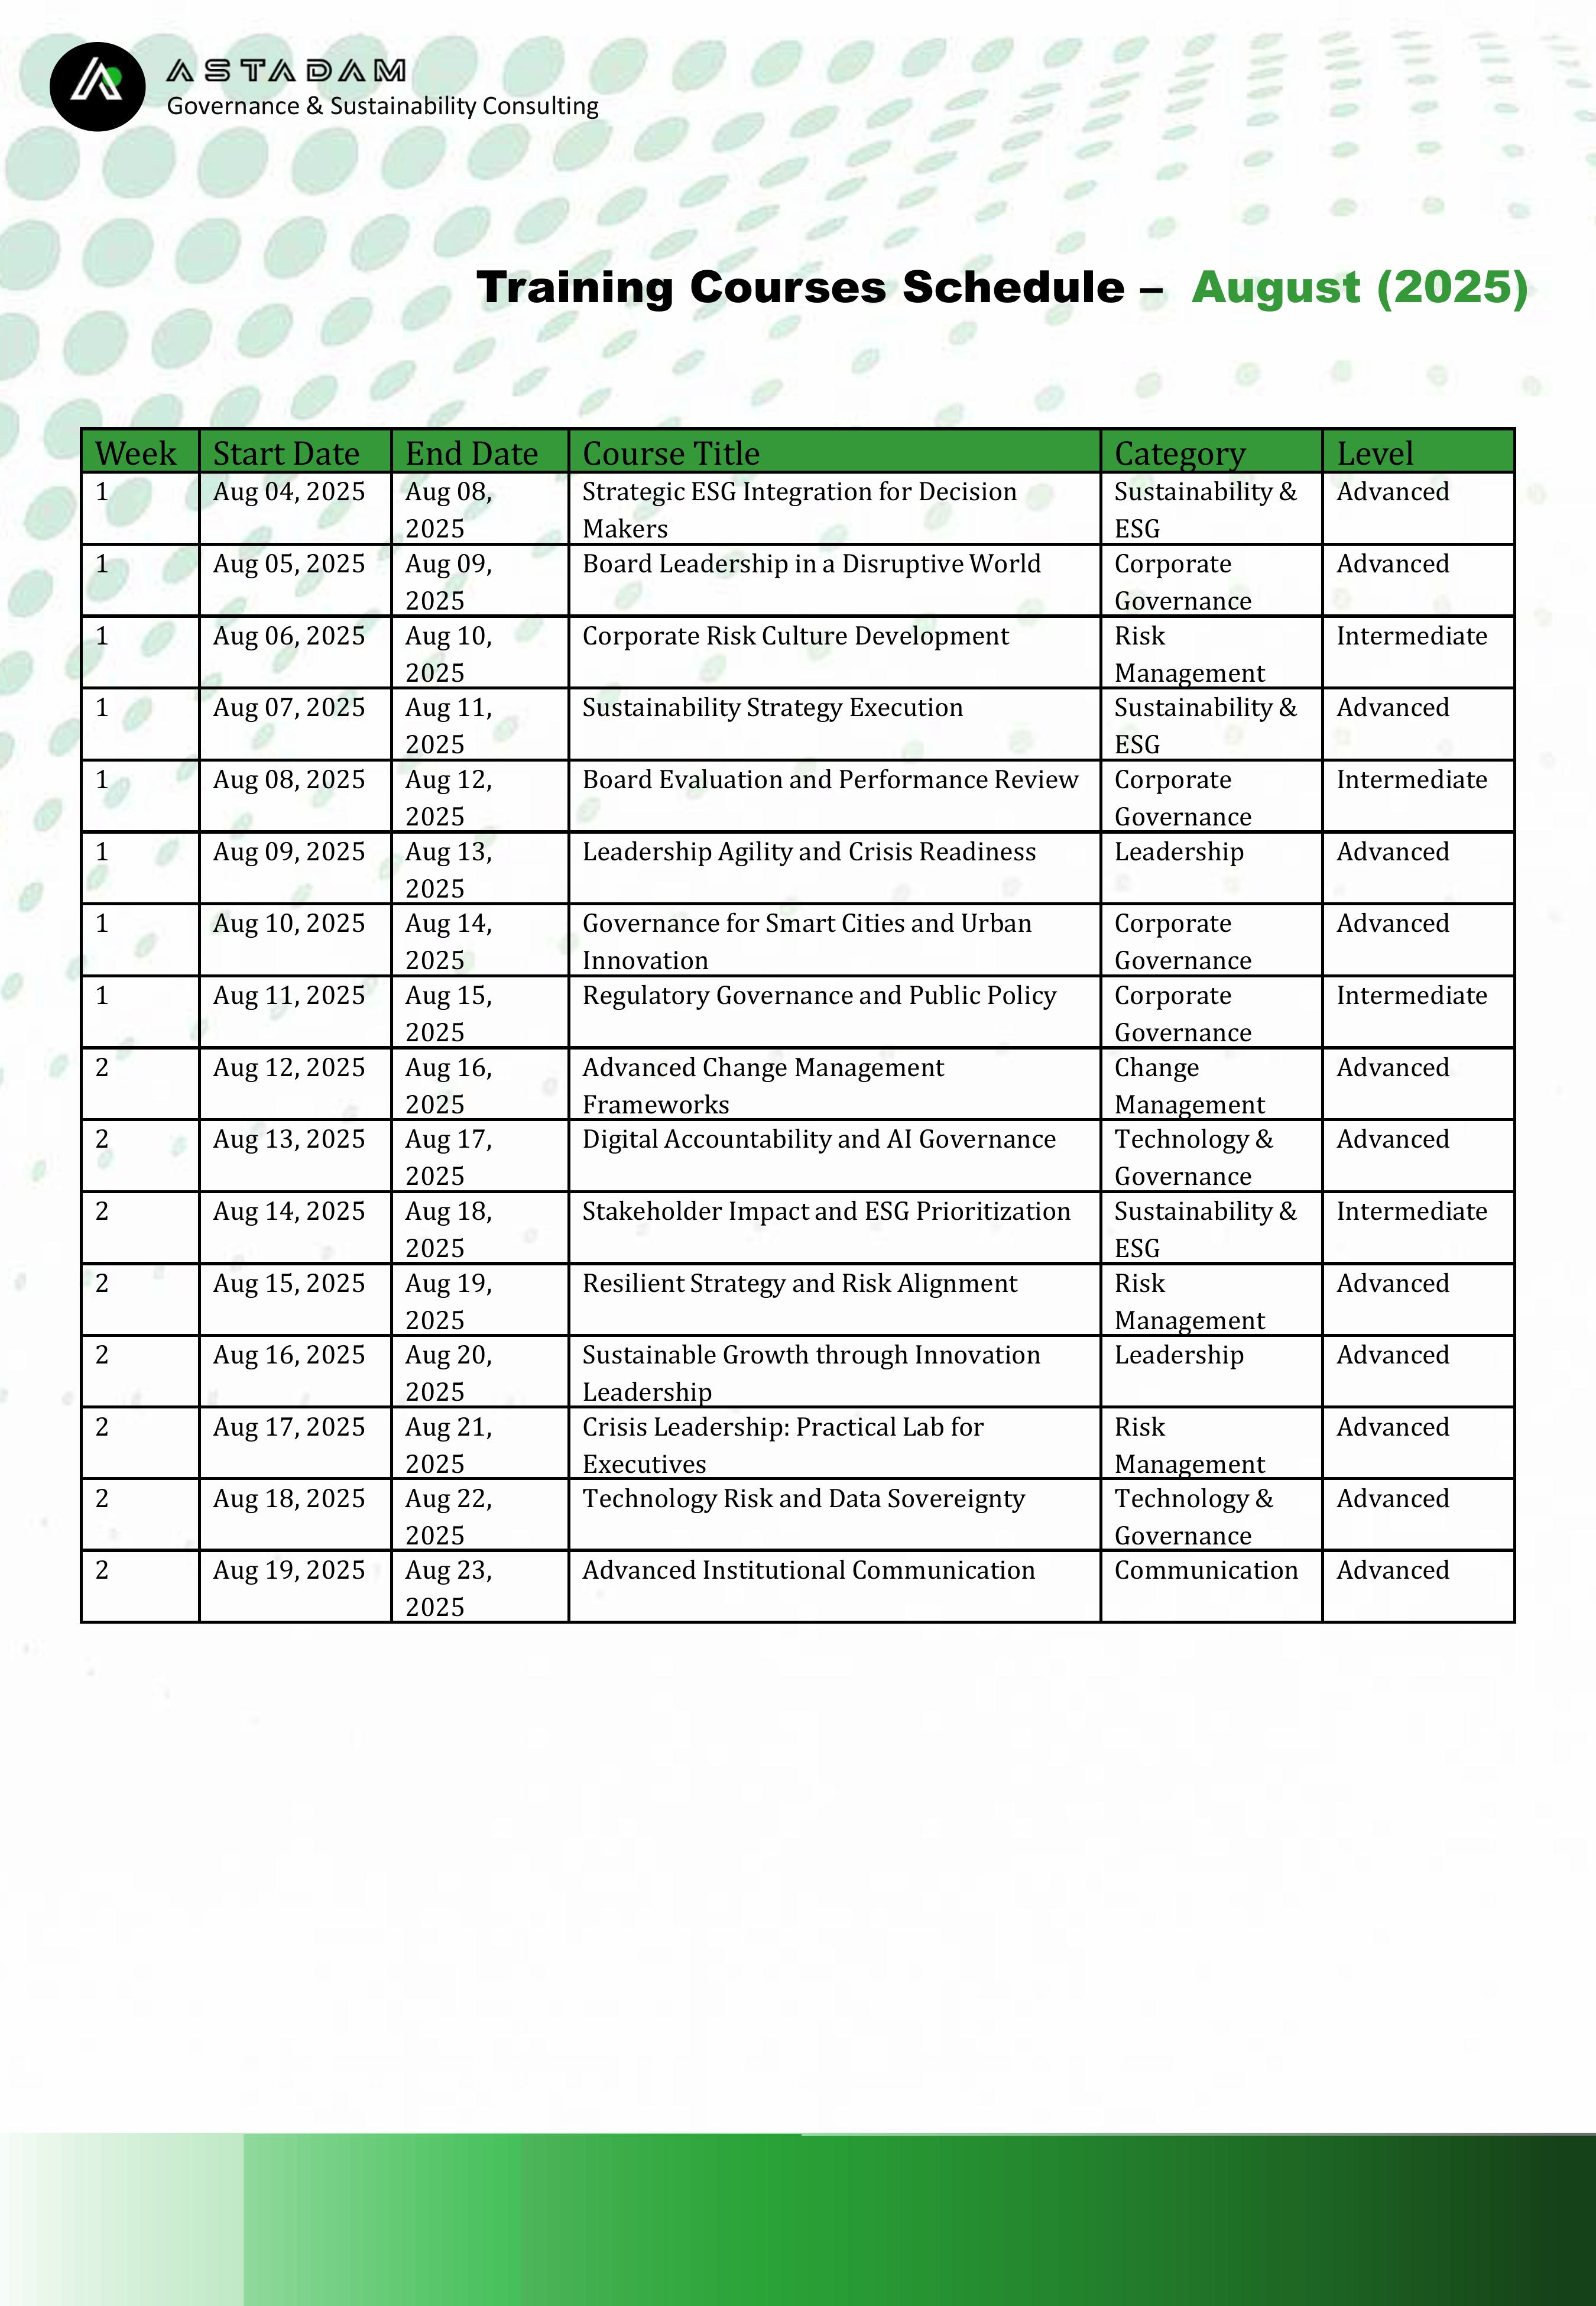 ASTADAM
Governance & Sustainability Consulting
Training Courses Schedule – August (2025)
Week Start Date End Date Course Title Category Level
1 Aug 04, 2025 Aug 08, Strategic ESG Integration for Decision Sustainability & Advanced
2025 Makers ESG
1 Aug 05, 2025 Aug 09, Board Leadership in a Disruptive World Corporate Advanced
2025 Governance
1 Aug 06, 2025 Aug 10, Corporate Risk Culture Development Risk Intermediate
2025 Management
1 Aug 07, 2025 Aug 11, Sustainability Strategy Execution Sustainability & Advanced
2025 ESG
1 Aug 08, 2025 Aug 12, Board Evaluation and Performance Review Corporate Intermediate
2025 Governance
1 Aug 09, 2025 Aug 13, Leadership Agility and Crisis Readiness Leadership Advanced
2025
1 Aug 10, 2025 Aug 14, Governance for Smart Cities and Urban Corporate Advanced
2025 Innovation Governance
1 Aug 11, 2025 Aug 15, Regulatory Governance and Public Policy Corporate Intermediate
2025 Governance
2 Aug 12, 2025 Aug 16, Advanced Change Management Change Advanced
2025 Frameworks Management
2 Aug 13, 2025 Aug 17, Digital Accountability and AI Governance Technology & Advanced
2025 Governance
2 Aug 14, 2025 Aug 18, Stakeholder Impact and ESG Prioritization Sustainability & Intermediate
2025 ESG
2 Aug 15, 2025 Aug 19, Resilient Strategy and Risk Alignment Risk Advanced
2025 Management
2 Aug 16, 2025 Aug 20, Sustainable Growth through Innovation Leadership Advanced
2025 Leadership
2 Aug 17, 2025 Aug 21, Crisis Leadership: Practical Lab for Risk Advanced
2025 Executives Management
2 Aug 18, 2025 Aug 22, Technology Risk and Data Sovereignty Technology & Advanced
2025 Governance
2 Aug 19, 2025 Aug 23, Advanced Institutional Communication Communication Advanced
2025